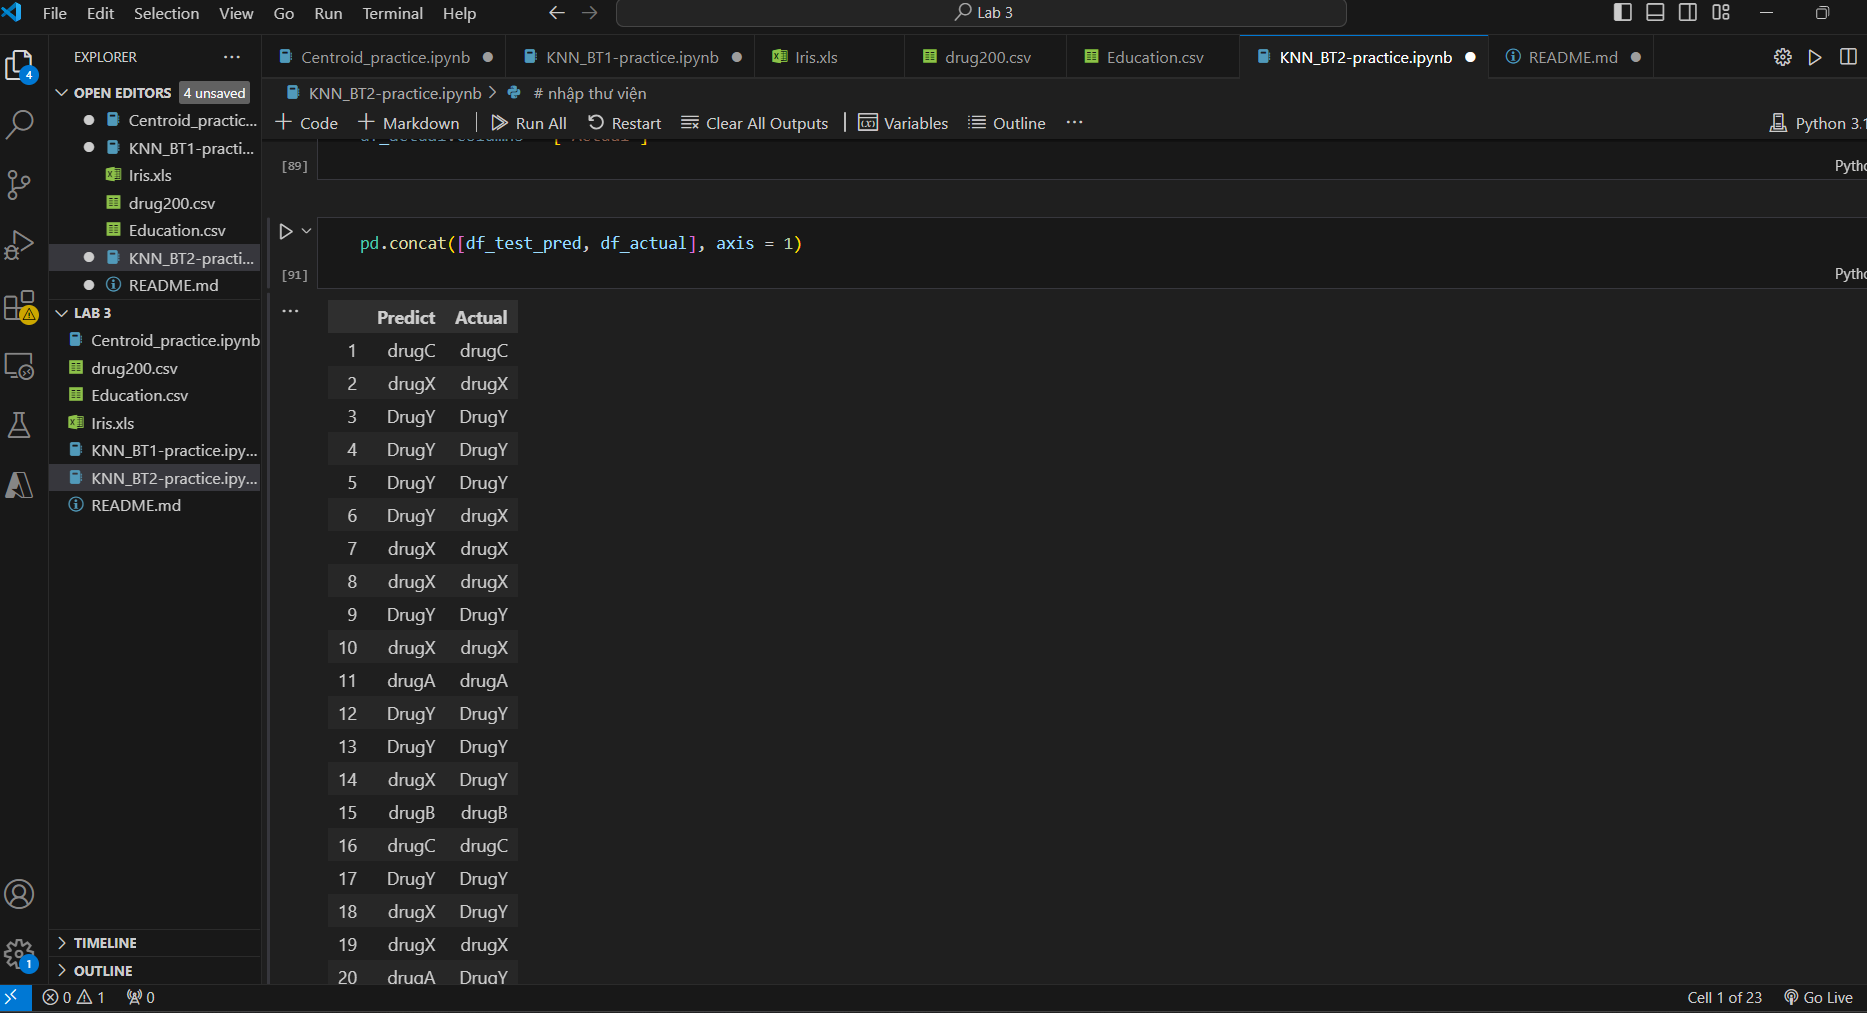 File Edit Selection View Go Run Terminal Help Lab 3
EXPLORER
OPEN EDITORS 4 unsaved
Centroid_practic...
KNN_BT1-practi...
Iris.xls
drug200.csv
Education.csv
KNN_BT2-practi...
README.md
LAB 3
Centroid_practice.ipynb
drug200.csv
Education.csv
Iris.xls
KNN_BT1-practice.ipy...
KNN_BT2-practice.ipy...
README.md
TIMELINE
OUTLINE
4
1
Centroid_practice.ipynb KNN_BT1-practice.ipynb Iris.xls drug200.csv Education.csv KNN_BT2-practice.ipynb README.md
KNN_BT2-practice.ipynb > # nhập thư viện
+ Code + Markdown Run All Restart Clear All Outputs Variables Outline ... Python 3.1
[89] Pytho
pd.concat([df_test_pred, df_actual], axis = 1)
[91] Pytho
Predict Actual
1 drugC drugC
2 drugX drugX
3 DrugY DrugY
4 DrugY DrugY
5 DrugY DrugY
6 DrugY drugX
7 drugX drugX
8 drugX drugX
9 DrugY DrugY
10 drugX drugX
11 drugA drugA
12 DrugY DrugY
13 DrugY DrugY
14 drugX DrugY
15 drugB drugB
16 drugC drugC
17 DrugY DrugY
18 drugX DrugY
19 drugX drugX
20 drugA DrugY
0 1 0 Cell 1 of 23 Go Live